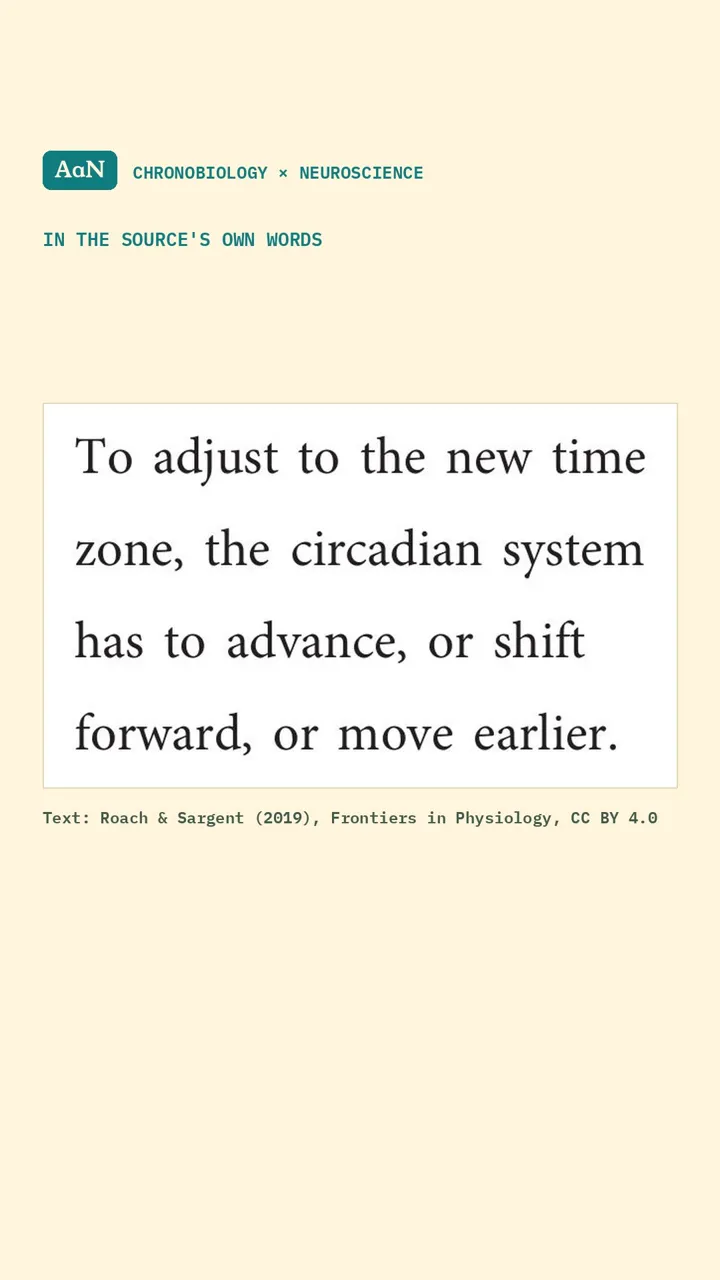 AaN CHRONOBIOLOGY × NEUROSCIENCE
IN THE SOURCE'S OWN WORDS
To adjust to the new time
zone, the circadian system
has to advance, or shift
forward, or move earlier.
Text: Roach & Sargent (2019), Frontiers in Physiology, CC BY 4.0